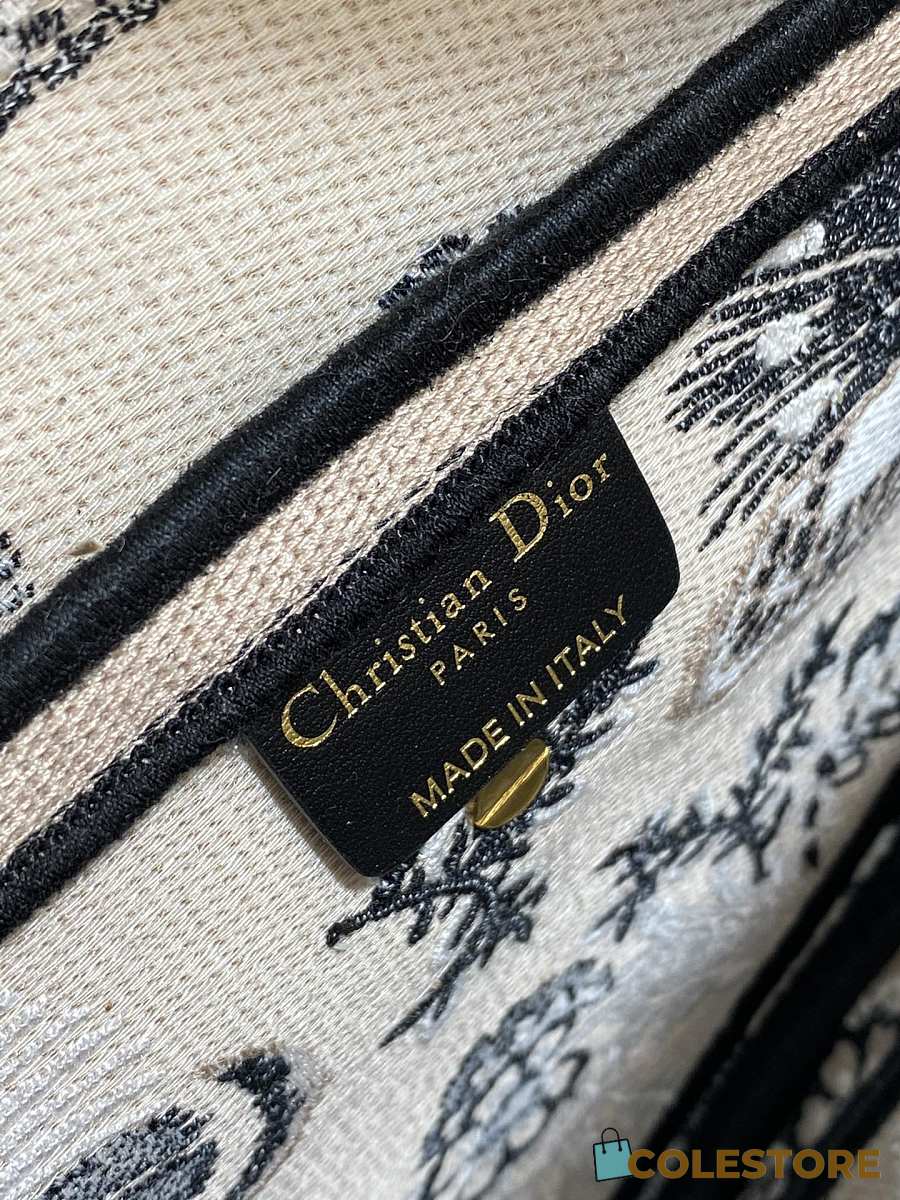 Christian Dior
PARIS
MADE IN ITALY
COLESTORE